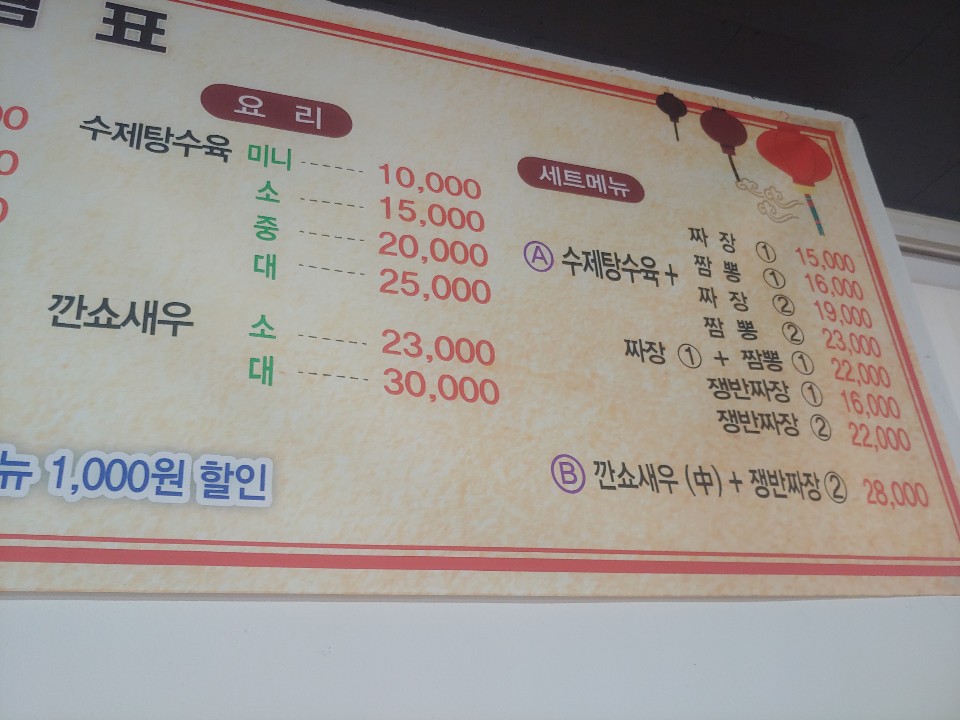 표
요 리
수제탕수육 미니 ------ 10,000
소 ------ 15,000
중 ------ 20,000
대 ------ 25,000
깐쇼새우 소 ------ 23,000
대 ------ 30,000
뉴 1,000원 할인
세트메뉴
Ⓐ 수제탕수육 + 짜 장 ① 15,000
짬 뽕 ① 16,000
짜 장 ② 19,000
짬 뽕 ② 23,000
짜장 ① + 짬뽕 ① 22,000
쟁반짜장 ① 16,000
쟁반짜장 ② 22,000
Ⓑ 깐쇼새우 (中) + 쟁반짜장 ② 28,000